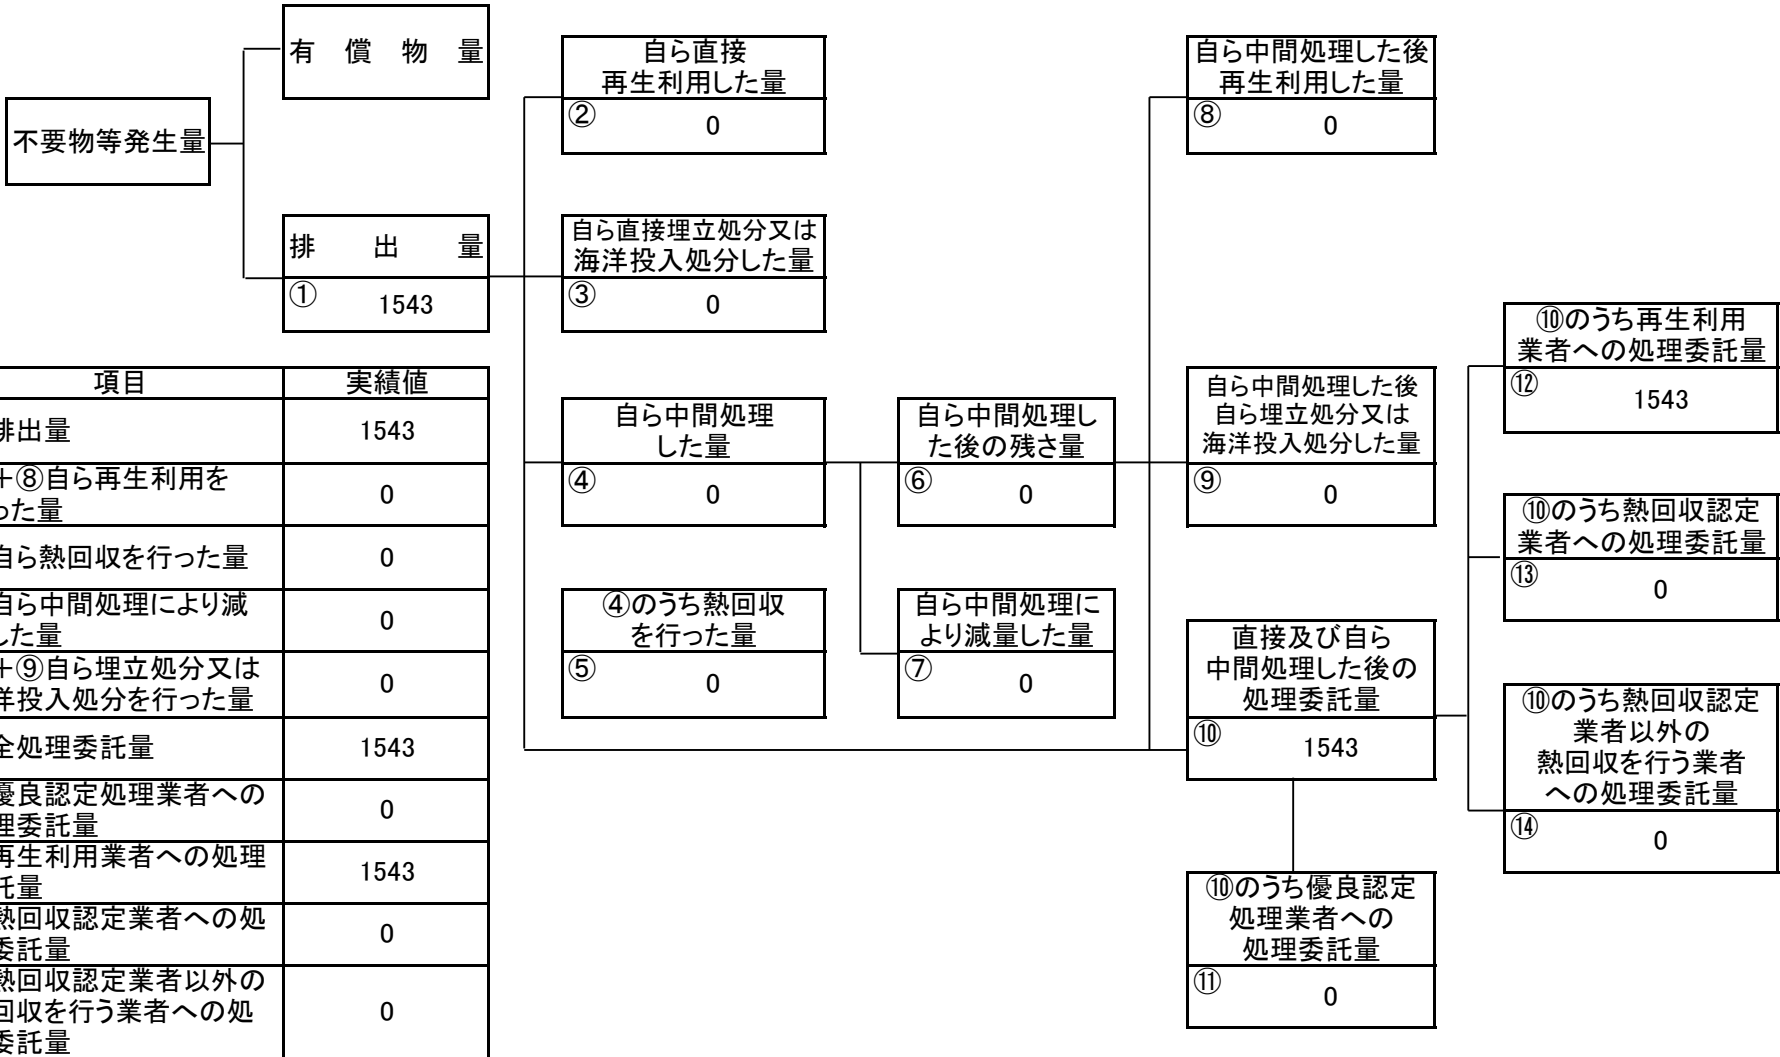 有償物量
不要物等発生量
排出量
①
1543
自ら直接
再生利用した量
②
0
自ら直接埋立処分又は
海洋投入処分した量
③
0
自ら中間処理
した量
④
0
④のうち熱回収
を行った量
⑤
0
自ら中間処理し
た後の残さ量
⑥
0
自ら中間処理に
より減量した量
⑦
0
自ら中間処理した後
再生利用した量
⑧
0
自ら中間処理した後
自ら埋立処分又は
海洋投入処分した量
⑨
0
直接及び自ら
中間処理した後の
処理委託量
⑩
1543
⑩のうち優良認定
処理業者への
処理委託量
⑪
0
⑩のうち再生利用
業者への処理委託量
⑫
1543
⑩のうち熱回収認定
業者への処理委託量
⑬
0
⑩のうち熱回収認定
業者以外の
熱回収を行う業者
への処理委託量
⑭
0
項目 実績値
排出量 1543
+⑧自ら再生利用を
った量 0
自ら熱回収を行った量 0
自ら中間処理により減
した量 0
+⑨自ら埋立処分又は
洋投入処分を行った量 0
全処理委託量 1543
優良認定処理業者への
理委託量 0
再生利用業者への処理
託量 1543
熱回収認定業者への処
委託量 0
熱回収認定業者以外の
回収を行う業者への処
委託量 0